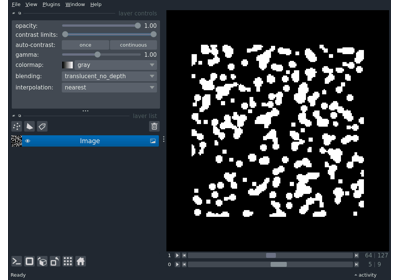 File View Plugins Window Help
layer controls
opacity: 1.00
contrast limits:
auto-contrast: once continuous
gamma: 1.00
colormap: gray
blending: translucent_no_depth
interpolation: nearest
layer list
Image
1 64 127
0 5 9
Ready activity